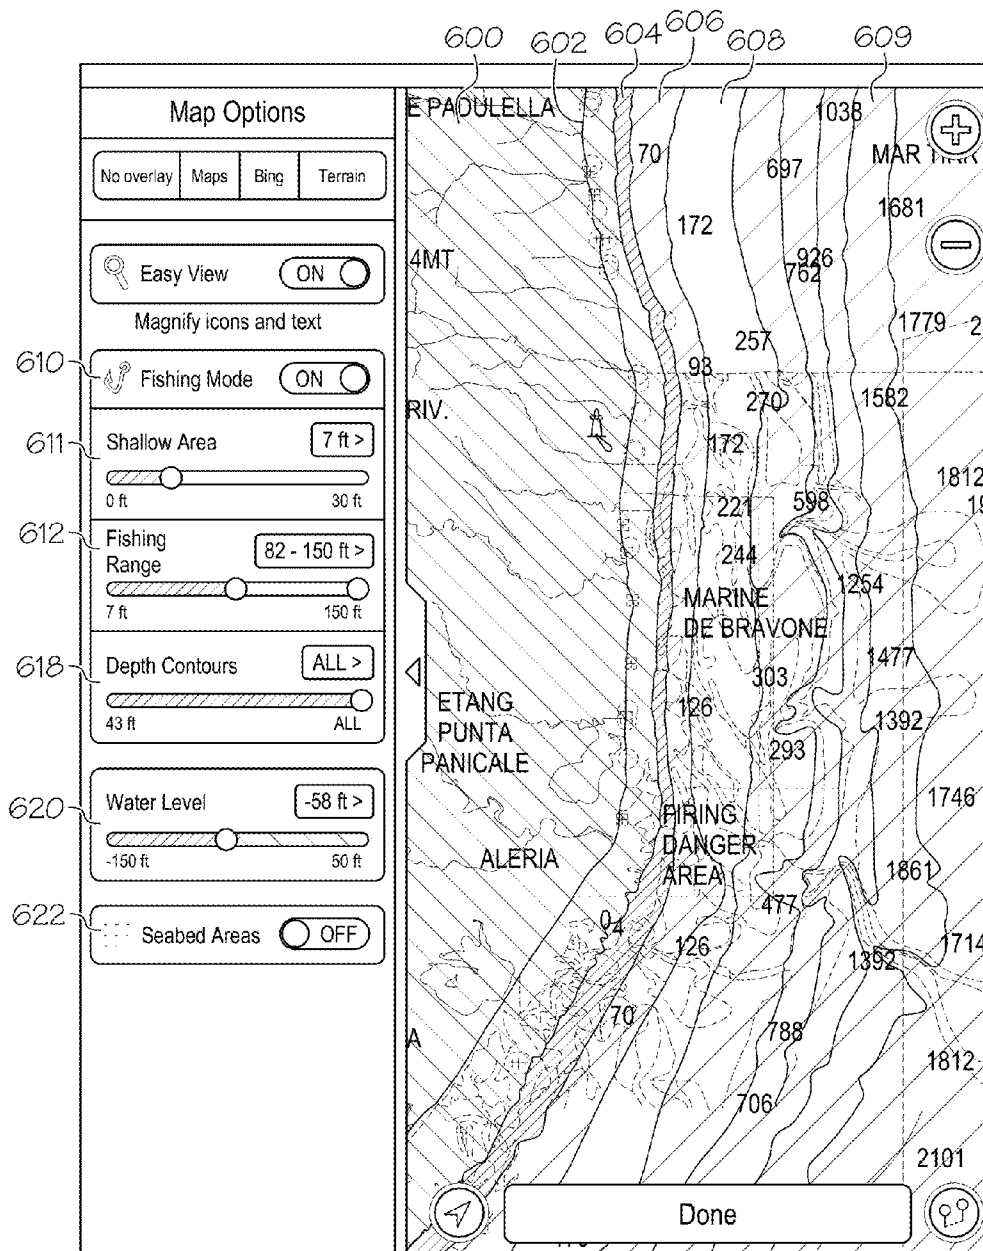 600
602
604
606
608
609
Map Options
No overlay
Maps
Bing
Terrain
Easy View
ON
Magnify icons and text
610
Fishing Mode
ON
611
Shallow Area
7 ft >
0 ft
30 ft
612
Fishing
Range
82 - 150 ft >
7 ft
150 ft
618
Depth Contours
ALL >
43 ft
ALL
620
Water Level
-58 ft >
-150 ft
50 ft
622
Seabed Areas
OFF
E PADULELLA
1038
70
697
MAR TIRR
172
1681
4MT
926
762
1779
2
257
93
270
1582
RIV.
172
1812
221
598
19
244
1254
MARINE
DE BRAVONE
303
1477
ETANG
PUNTA
PANICALE
126
1392
293
1746
FIRING
DANGER
AREA
ALERIA
1861
477
04
126
1392
1714
70
788
A
1812
706
2101
Done